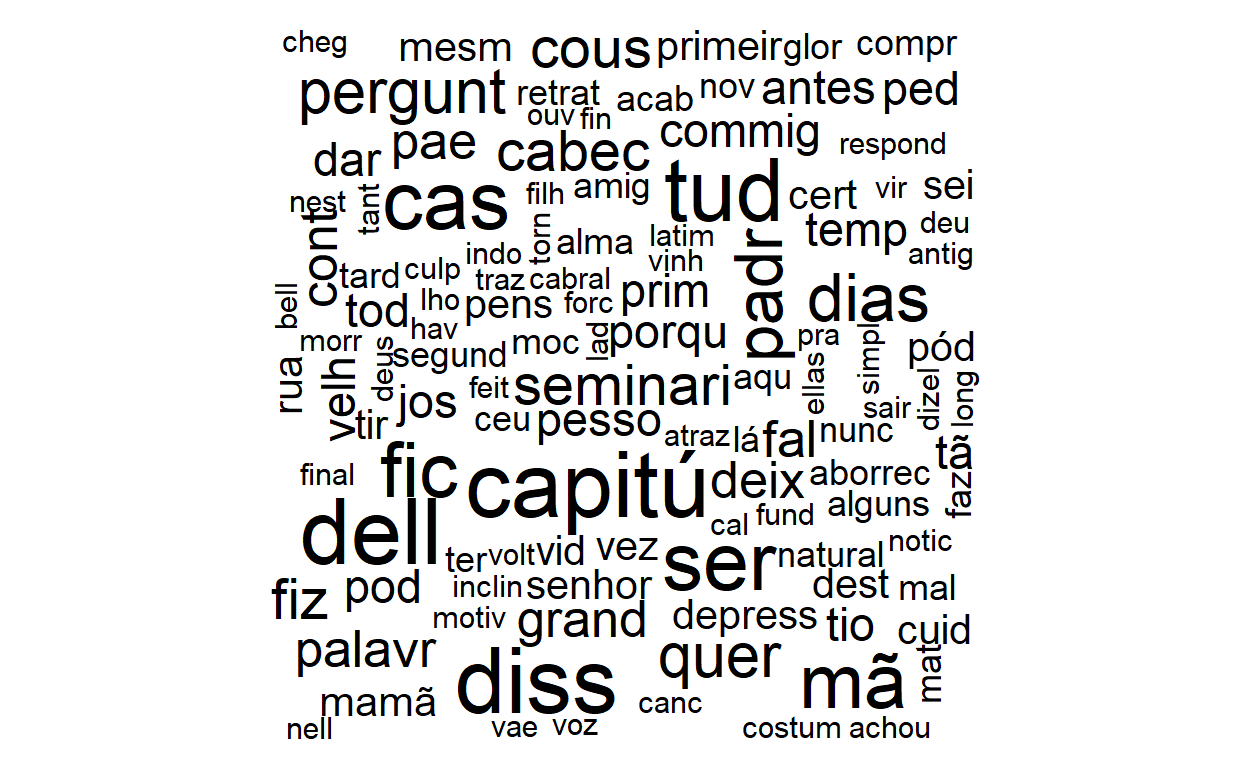 cheg mesm cous primeir glor compr
pergunt retrat acab nov antes ped
ouv fin
dar pae cabec commig respond
nest tant cas filh amig tud cert vir sei
cont torn alma latim padr temp deu
indo vinh antig
tard culp traz cabral
bell tod lho pens forc prim dias
morr hav segund moc lad porqu pra simpl pód
rua velh deus jos feit seminari aqu ellas dizel long
tir ceu pesso atraz lá fal nunc sair
final fic capitú deix aborrec tã faz
cal fund alguns
dell ter volt vid vez ser natural notic
fiz pod inclin senhor dest mal
motiv grand depress tio cuid
palavr diss quer mã mat
mamã canc
nell vae voz costum achou